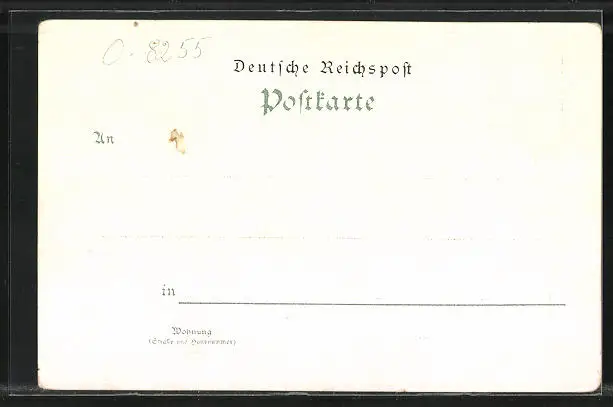 O-8255
Deutsche Reichspost
Postkarte
An
in
Wohnung
(Straße und Hausnummer)